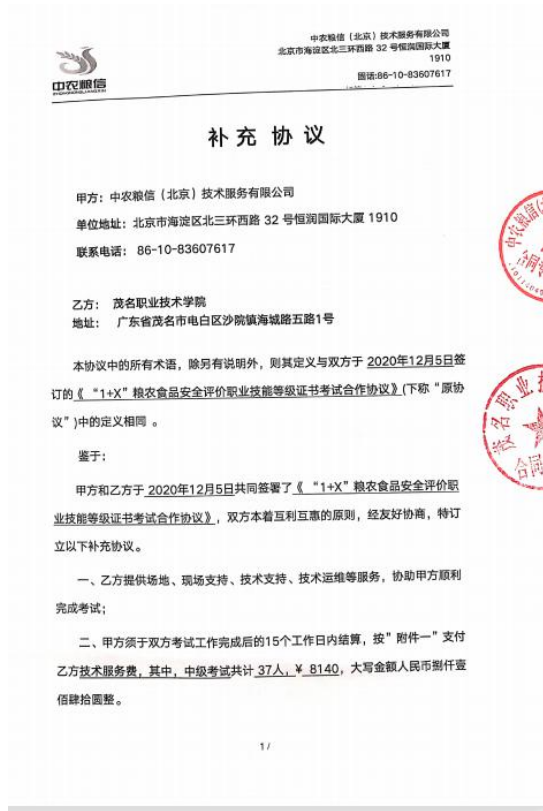 中农粮信（北京）技术服务有限公司
北京市海淀区北三环西路 32 号恒润国际大厦
1910
固话:86-10-83607617
中农粮信
补 充 协 议
甲方：中农粮信（北京）技术服务有限公司
单位地址：北京市海淀区北三环西路 32 号恒润国际大厦 1910
联系电话： 86-10-83607617
乙方： 茂名职业技术学院
地址： 广东省茂名市电白区沙院镇海城路五路1号
本协议中的所有术语，除另有说明外，则其定义与双方于 2020年12月5日签
订的《 “1+X”粮农食品安全评价职业技能等级证书考试合作协议》(下称“原协
议”)中的定义相同 。
鉴于：
甲方和乙方于 2020年12月5日共同签署了《 “1+X”粮农食品安全评价职
业技能等级证书考试合作协议》，双方本着互利互惠的原则，经友好协商，特订
立以下补充协议。
一、乙方提供场地、现场支持、技术支持、技术运维等服务，协助甲方顺利
完成考试；
二、甲方须于双方考试工作完成后的15个工作日内结算，按”附件一”支付
乙方技术服务费，其中，中级考试共计 37人，¥ 8140，大写金额人民币捌仟壹
佰肆拾圆整。
1 /
中农粮信(
合同
茂名职业技
合同